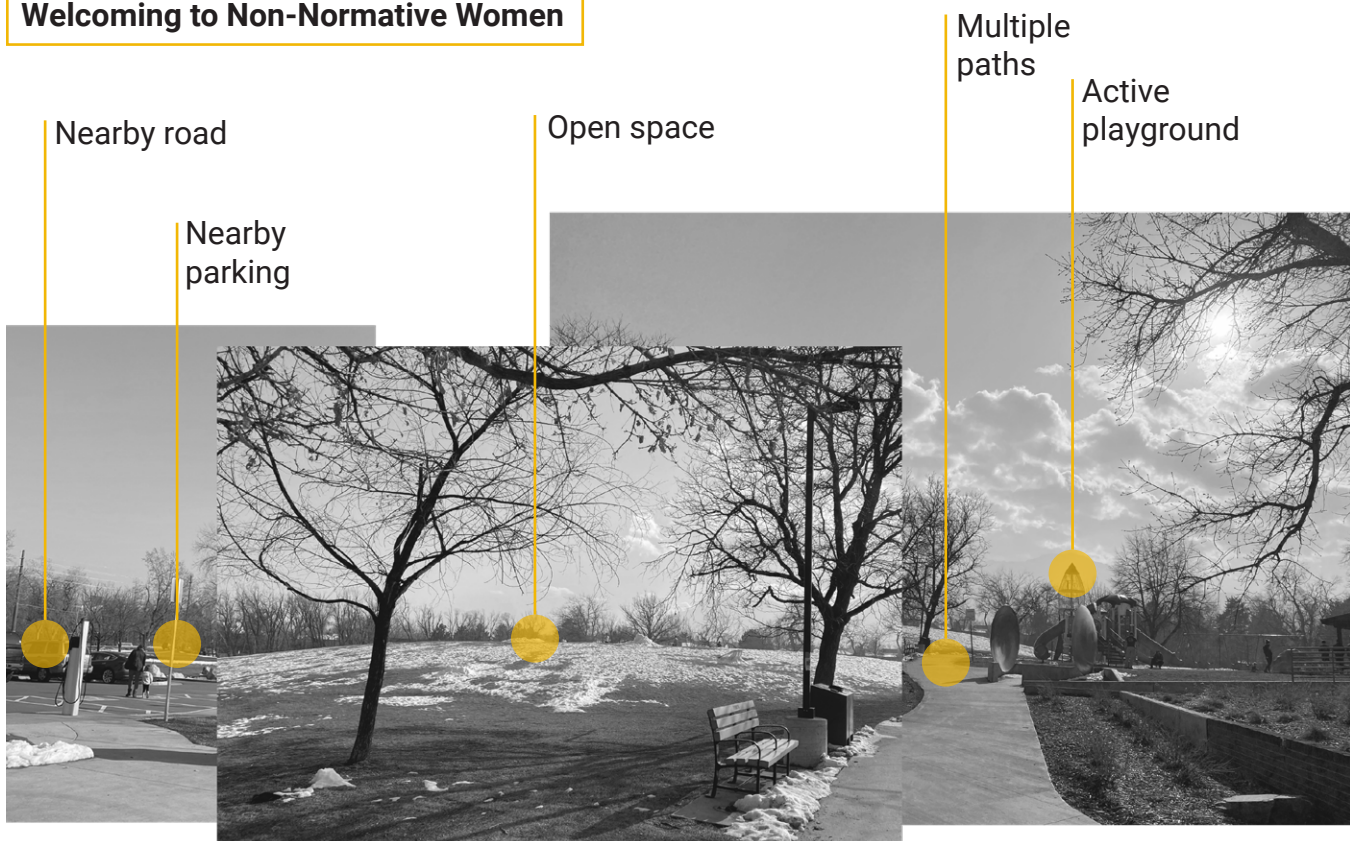 Welcoming to Non-Normative Women
Multiple
paths
Active
playground
Nearby road
Open space
Nearby
parking